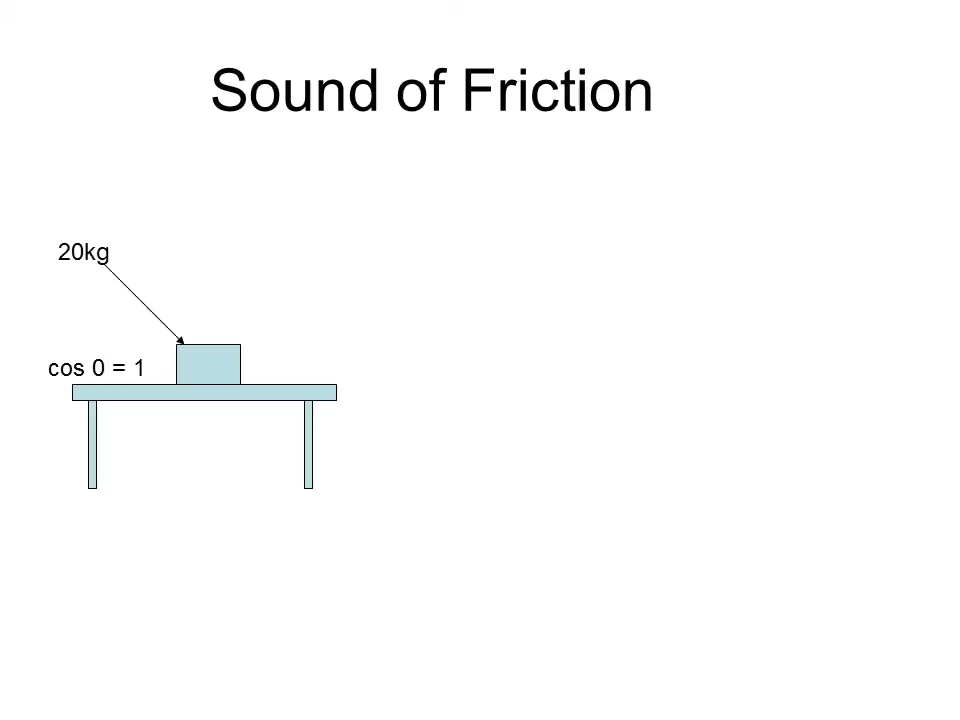 Sound of Friction
20kg
cos 0 = 1